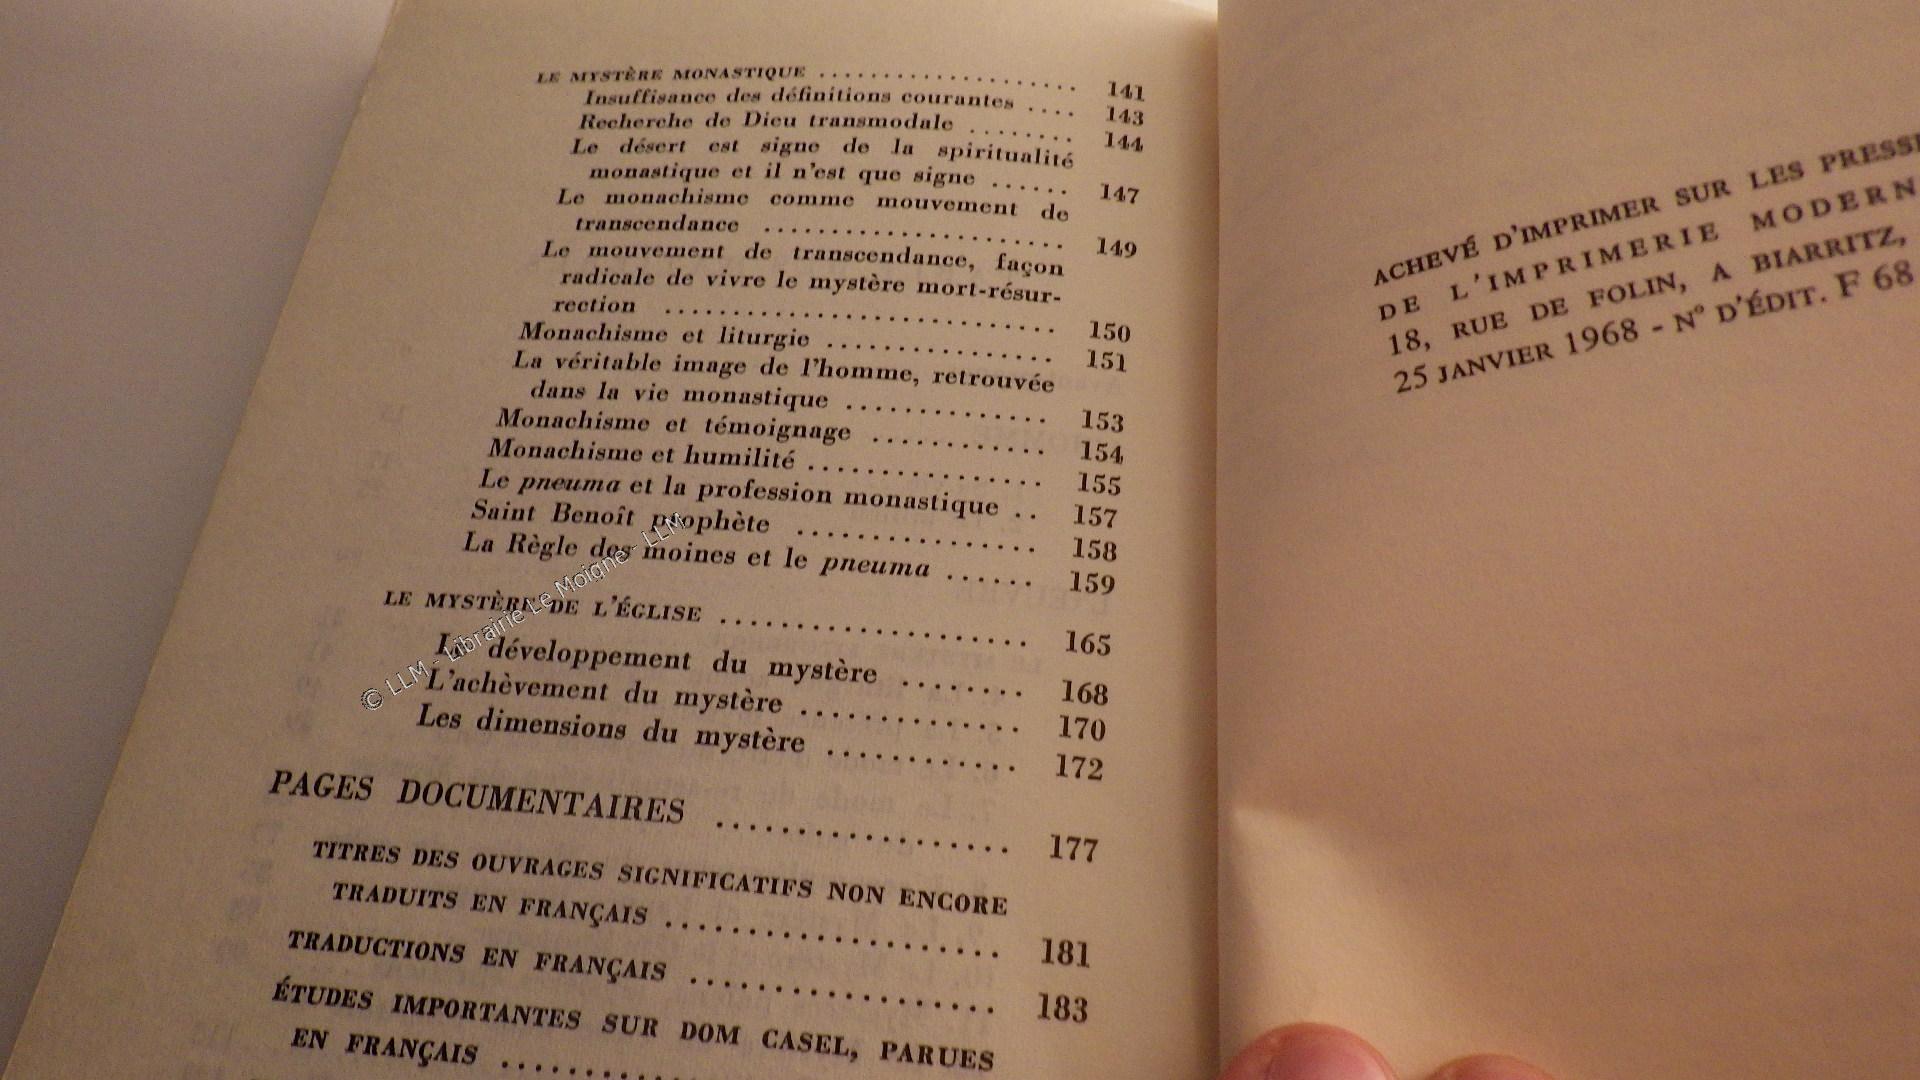 LE MYSTÈRE MONASTIQUE .................... 141
Insuffisance des définitions courantes .... 143
Recherche de Dieu transmodale ........ 144
Le désert est signe de la spiritualité
monastique et il n'est que signe ...... 147
Le monachisme comme mouvement de
transcendance ........................ 149
Le mouvement de transcendance, façon
radicale de vivre le mystère mort-résur-
rection .............................. 150
Monachisme et liturgie ................ 151
La véritable image de l'homme, retrouvée
dans la vie monastique .............. 153
Monachisme et témoignage ............ 154
Monachisme et humilité ................ 155
Le pneuma et la profession monastique .. 157
Saint Benoît prophète ................ 158
La Règle des moines et le pneuma ...... 159
LE MYSTÈRE DE L'ÉGLISE .................... 165
Le développement du mystère ........ 168
L'achèvement du mystère .............. 170
Les dimensions du mystère ............ 172
PAGES DOCUMENTAIRES .................. 177
TITRES DES OUVRAGES SIGNIFICATIFS NON ENCORE
TRADUITS EN FRANÇAIS ...................... 181
TRADUCTIONS EN FRANÇAIS .................... 183
ÉTUDES IMPORTANTES SUR DOM CASEL, PARUES
EN FRANÇAIS ..............
© LLM - Librairie Le Moigne - LLM
ACHEVÉ D'IMPRIMER SUR LES
DE L'IMPRIMERIE
18, RUE DE FOLIN, A BIARRITZ,
25 JANVIER 1968 - N° D'ÉDIT. F 68